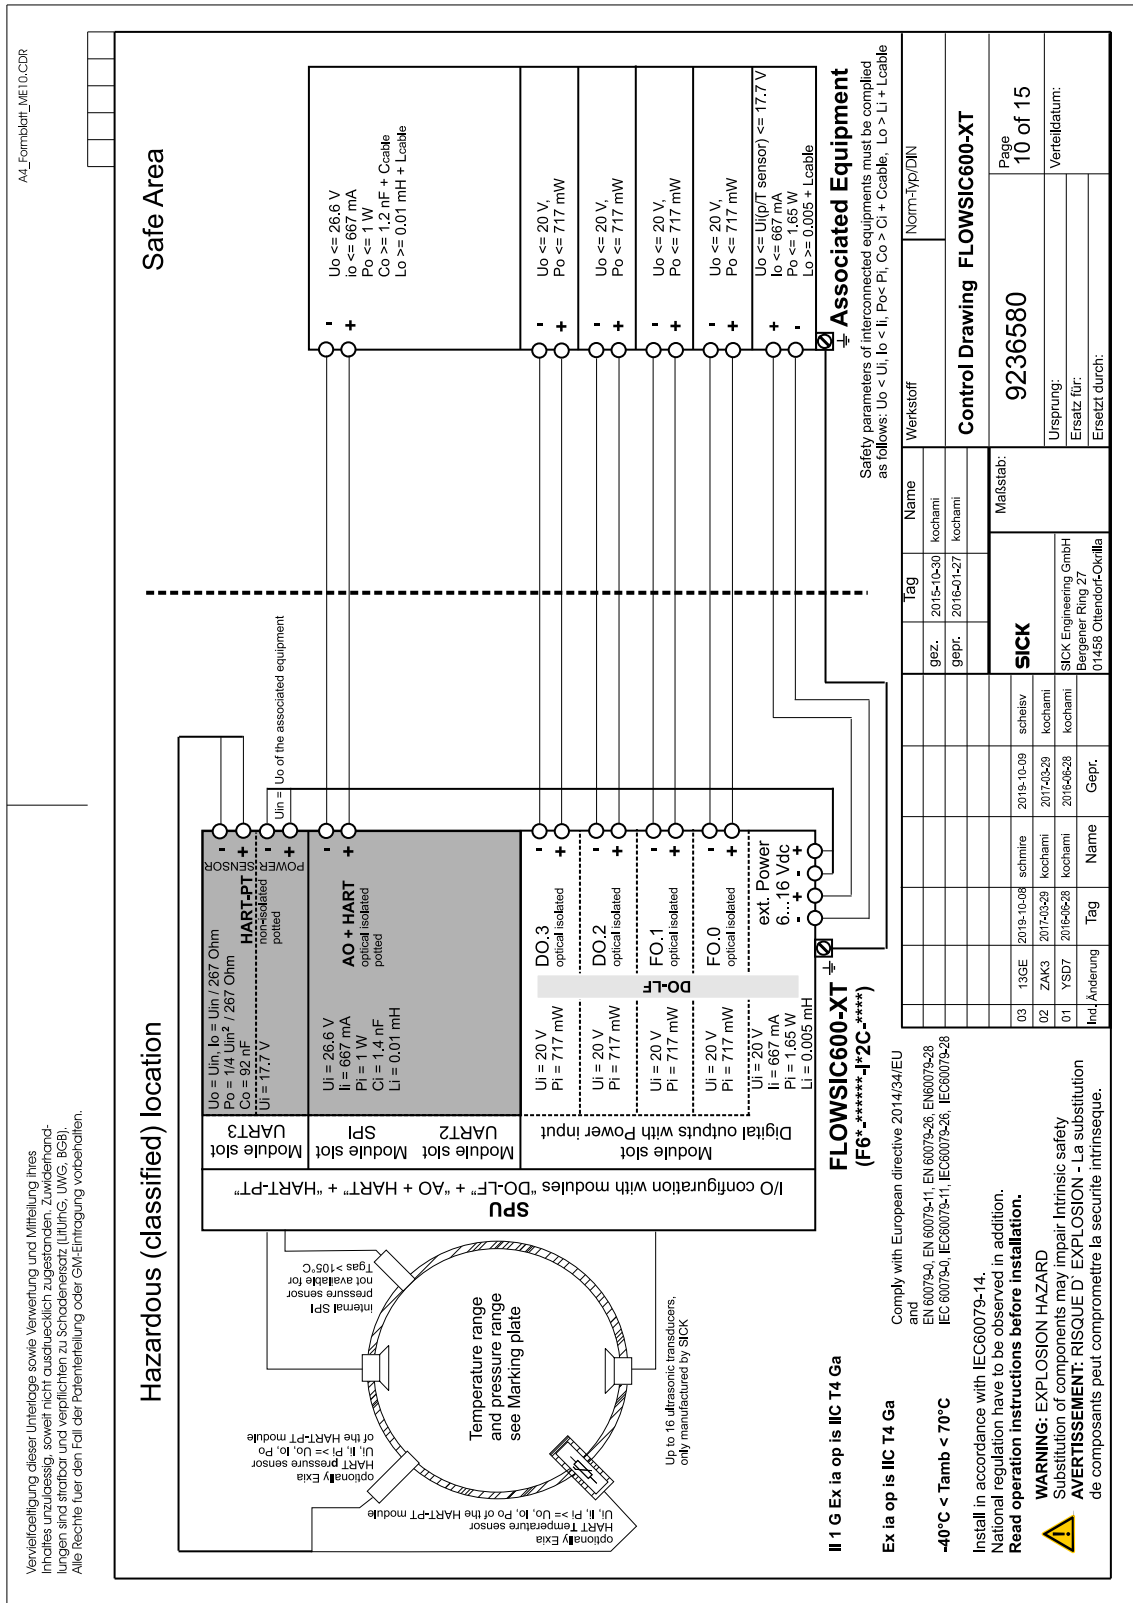 A4_Formblatt_ME10.CDR
Vervielfaeltigung dieser Unterlage sowie Verwertung und Mitteilung ihres
Inhaltes unzulaessig, soweit nicht ausdruecklich zugestanden. Zuwiderhand-
lungen sind strafbar und verpflichten zu Schadenersatz (LitUrhG, UWG, BGB).
Alle Rechte fuer den Fall der Patenterteilung oder GM-Eintragung vorbehalten.
Hazardous (classified) location
Safe Area
optionally Exia
HART pressure sensor
Ui, Ii, Pi >= Uo, Io, Po
of the HART-PT module
internal SPI
pressure sensor
not available for
Tgas > 105°C
Temperature range
and pressure range
see Marking plate
optionally Exia
HART Temperature sensor
Ui, Ii, Pi >= Uo, Io, Po of the HART-PT module
Up to 16 ultrasonic transducers,
only manufactured by SICK
SPU
I/O configuration with modules "DO-LF" + "AO + HART" + "HART-PT"
Module slot
UART3
Module slot
SPI
Module slot
UART2
Module slot
Digital outputs with Power input
Uo = Uin, Io = Uin / 267 Ohm
Po = 1/4 Uin² / 267 Ohm
Co = 92 nF
Ui = 17.7 V
HART-PT
non-isolated
potted
SENSOR
POWER
-
+
-
+
Uin = Uo of the associated equipment
Ui = 26.6 V
Ii = 667 mA
Pi = 1 W
Ci = 1.4 nF
Li = 0.01 mH
AO + HART
optical isolated
potted
-
+
Ui = 20 V
Pi = 717 mW
DO.3
optical isolated
-
+
Ui = 20 V
Pi = 717 mW
DO.2
optical isolated
-
+
DO-LF
Ui = 20 V
Pi = 717 mW
FO.1
optical isolated
-
+
Ui = 20 V
Pi = 717 mW
FO.0
optical isolated
-
+
Ui = 20 V
Ii = 667 mA
Pi = 1.65 W
Li = 0.005 mH
ext. Power
6... 16 Vdc
- + - +
FLOWSIC600-XT
(F6*-******-I*2C-****)
-
+
Uo <= 26.6 V
io <= 667 mA
Po <= 1 W
Co >= 1.2 nF + Ccable
Lo >= 0.01 mH + Lcable
-
+
Uo <= 20 V,
Po <= 717 mW
-
+
Uo <= 20 V,
Po <= 717 mW
-
+
Uo <= 20 V,
Po <= 717 mW
-
+
Uo <= 20 V,
Po <= 717 mW
+
-
Uo <= Ui(p/T sensor) <= 17.7 V
Io <= 667 mA
Po <= 1.65 W
Lo >= 0.005 + Lcable
Associated Equipment
Safety parameters of interconnected equipments must be complied
as follows: Uo < Ui, Io < Ii, Po< Pi, Co > Ci + Ccable, Lo > Li + Lcable
II 1 G Ex ia op is IIC T4 Ga
Ex ia op is IIC T4 Ga
-40°C < Tamb < 70°C
Comply with European directive 2014/34/EU
and
EN 60079-0, EN 60079-11, EN 60079-26, EN60079-28
IEC 60079-0, IEC60079-11, IEC60079-26, IEC60079-28
Install in accordance with IEC60079-14.
National regulation have to be observed in addition.
Read operation instructions before installation.
WARNING: EXPLOSION HAZARD
Substitution of components may impair Intrinsic safety
AVERTISSEMENT: RISQUE D` EXPLOSION - La substitution
de composants peut compromettre la securite intrinseque.
03 13GE 2019-10-08 schmire 2019-10-09 scheisv
02 ZAK3 2017-03-29 kochami 2017-03-29 kochami
01 YSD7 2016-06-28 kochami 2016-06-28 kochami
Ind. Änderung Tag Name Gepr.
Tag Name
gez. 2015-10-30 kochami
gepr. 2016-01-27 kochami
SICK
Maßstab:
SICK Engineering GmbH
Bergener Ring 27
01458 Ottendorf-Okrilla
Werkstoff
Norm-Typ/DIN
Control Drawing FLOWSIC600-XT
9236580
Page
10 of 15
Ursprung:
Ersatz für:
Ersetzt durch:
Verteildatum: